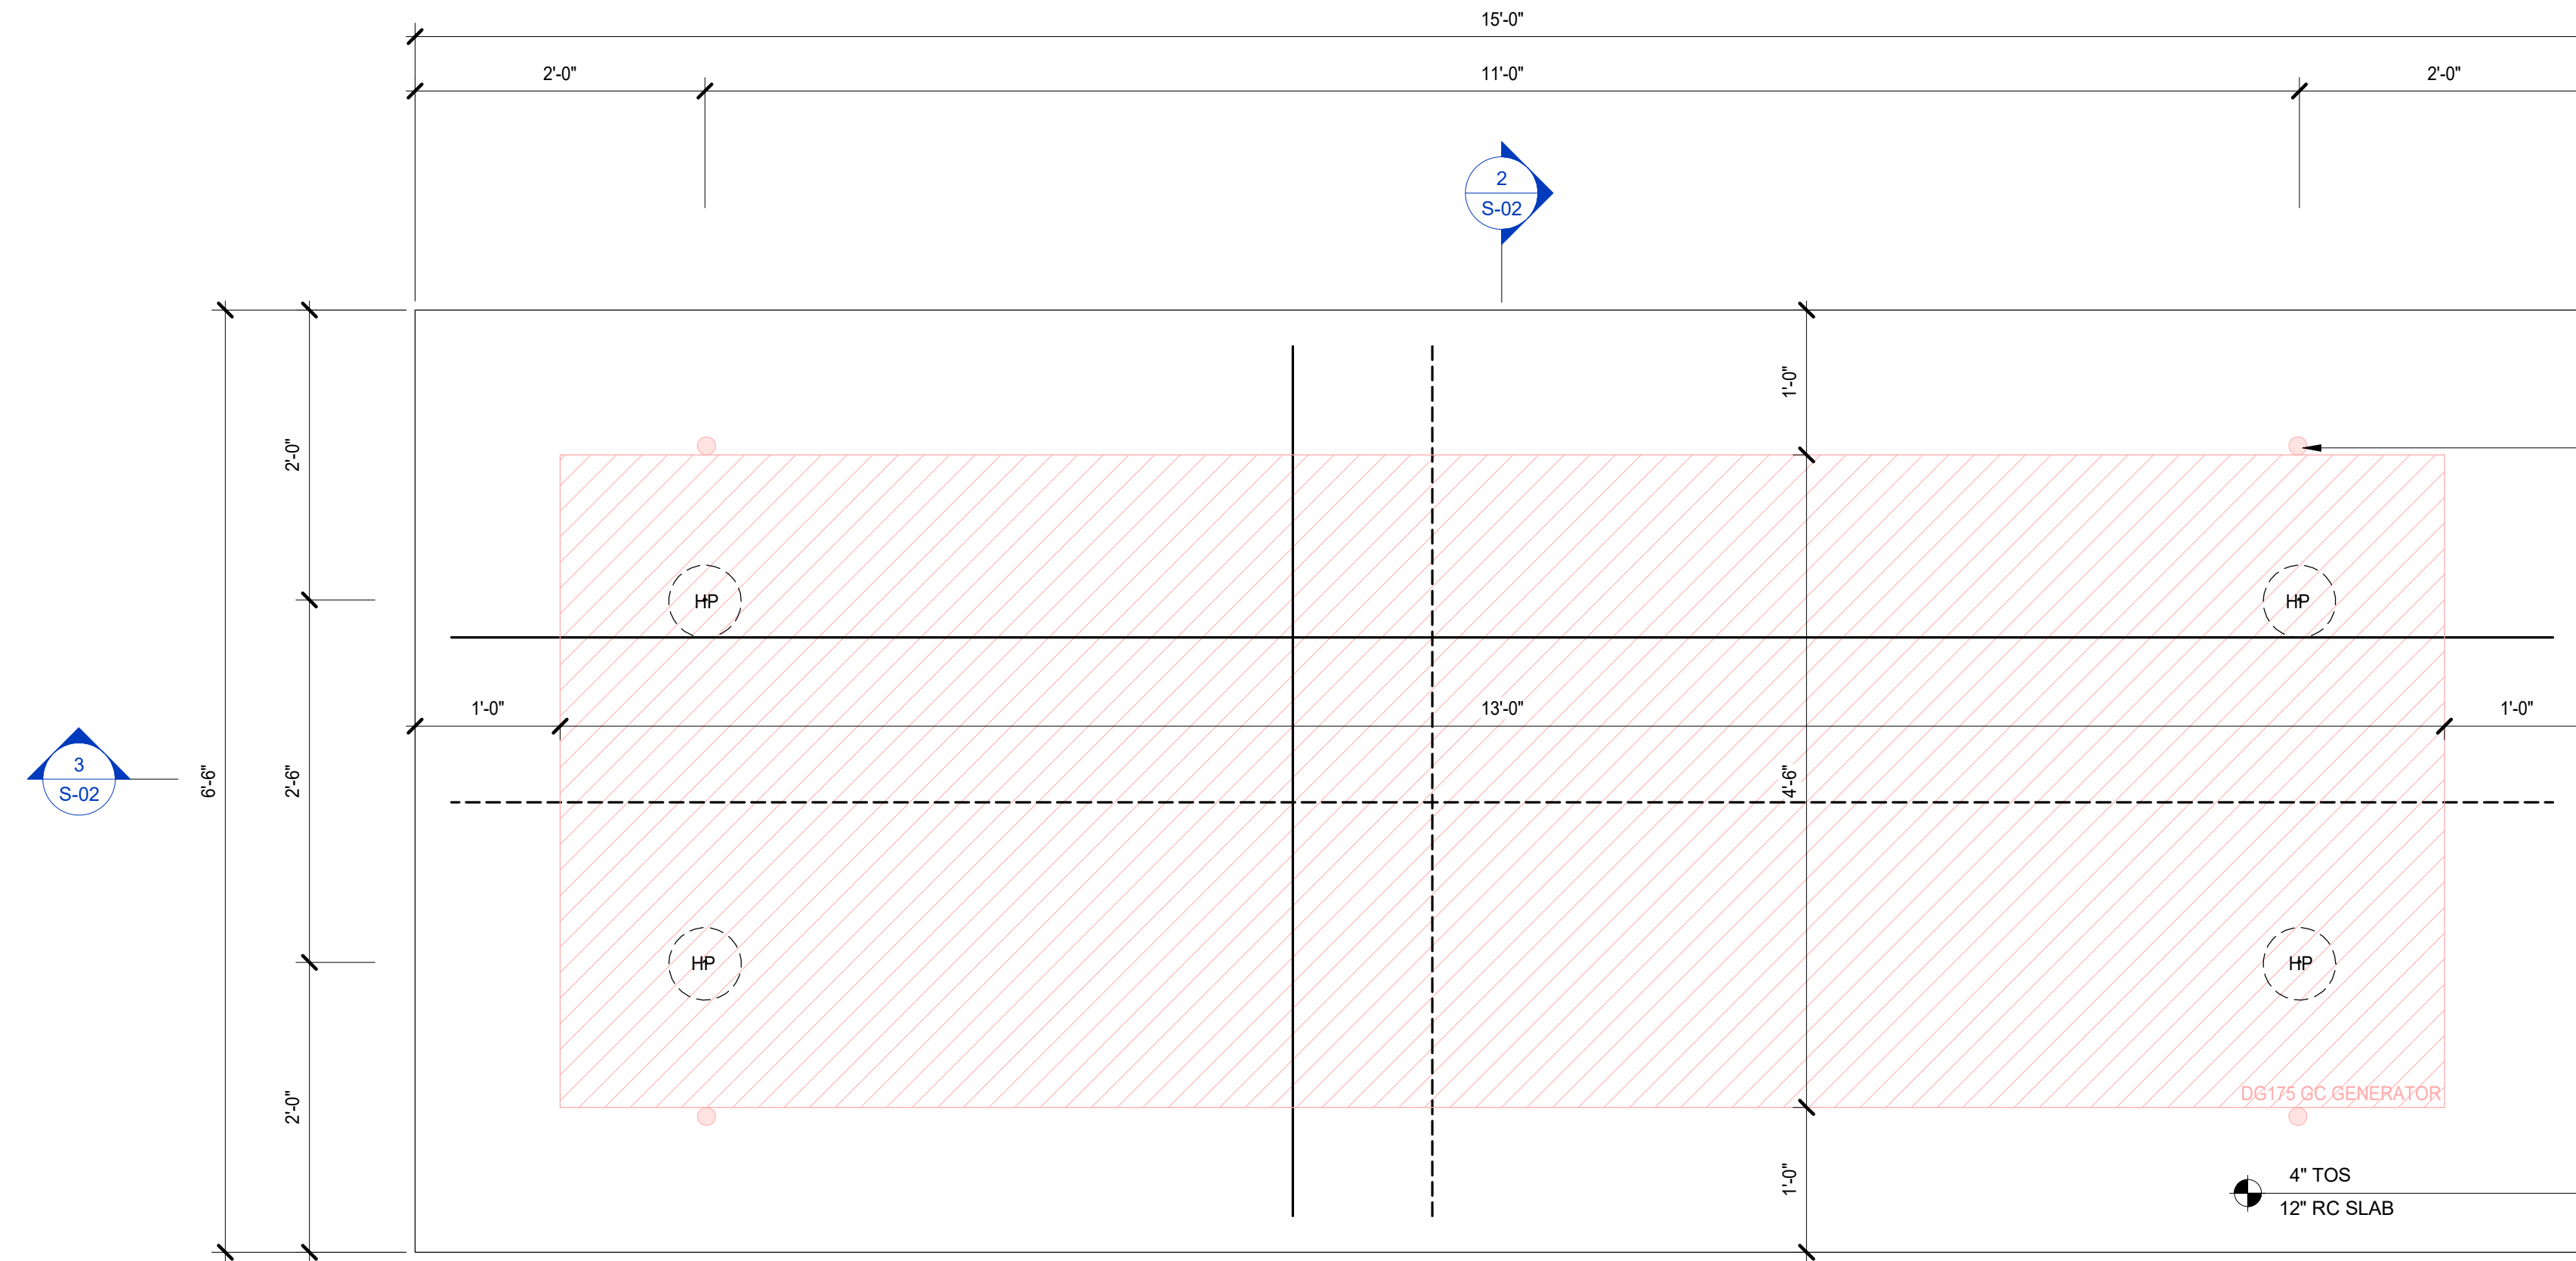 15'-0"
2'-0"
11'-0"
2'-0"
2
S-02
1'-0"
2'-0"
HP
HP
1'-0"
13'-0"
1'-0"
3
S-02
6'-6"
2'-6"
4'-6"
HP
HP
DG175 GC GENERATOR
2'-0"
1'-0"
4" TOS
12" RC SLAB